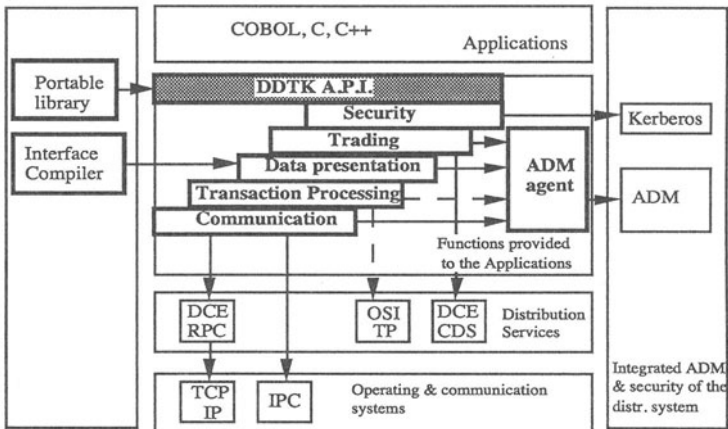 COBOL, C, C++
Applications
Portable
library
DDTK A.P.I.
Security
Kerberos
Trading
Interface
Compiler
Data presentation
ADM
agent
Transaction Processing
ADM
Communication
Functions provided
to the Applications
DCE
RPC
OSI
TP
DCE
CDS
Distribution
Services
TCP
IP
IPC
Operating & communication
systems
Integrated ADM
& security of the
distr. system